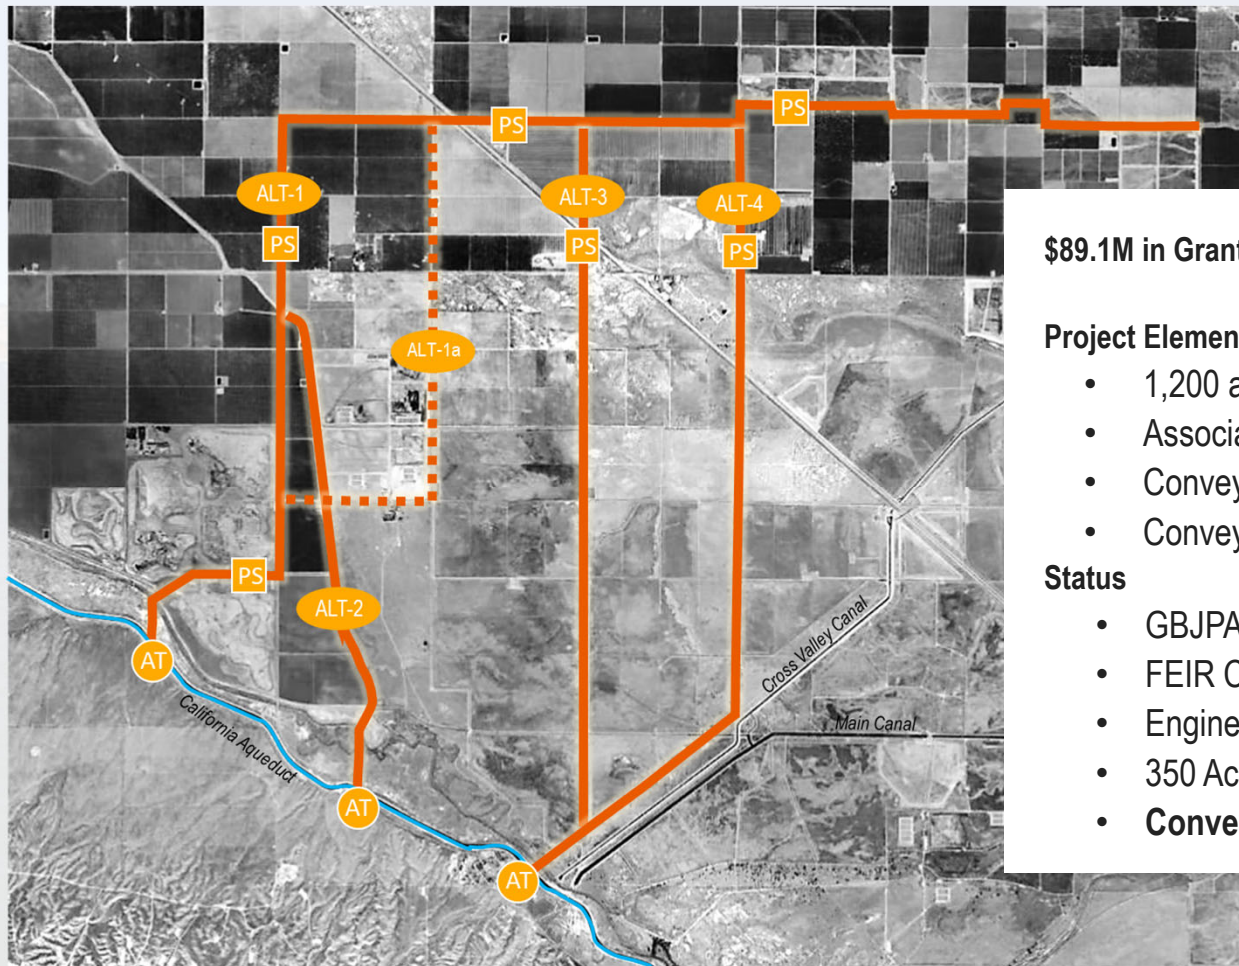 PS
PS
ALT-1
ALT-3
ALT-4
PS
PS
PS
ALT-1a
PS
ALT-2
AT
AT
AT
California Aqueduct
Cross Valley Canal
Main Canal
$89.1M in Grant
Project Elemen
• 1,200 a
• Associa
• Convey
• Convey
Status
• GBJPA
• FEIR C
• Engine
• 350 Ac
• Conve